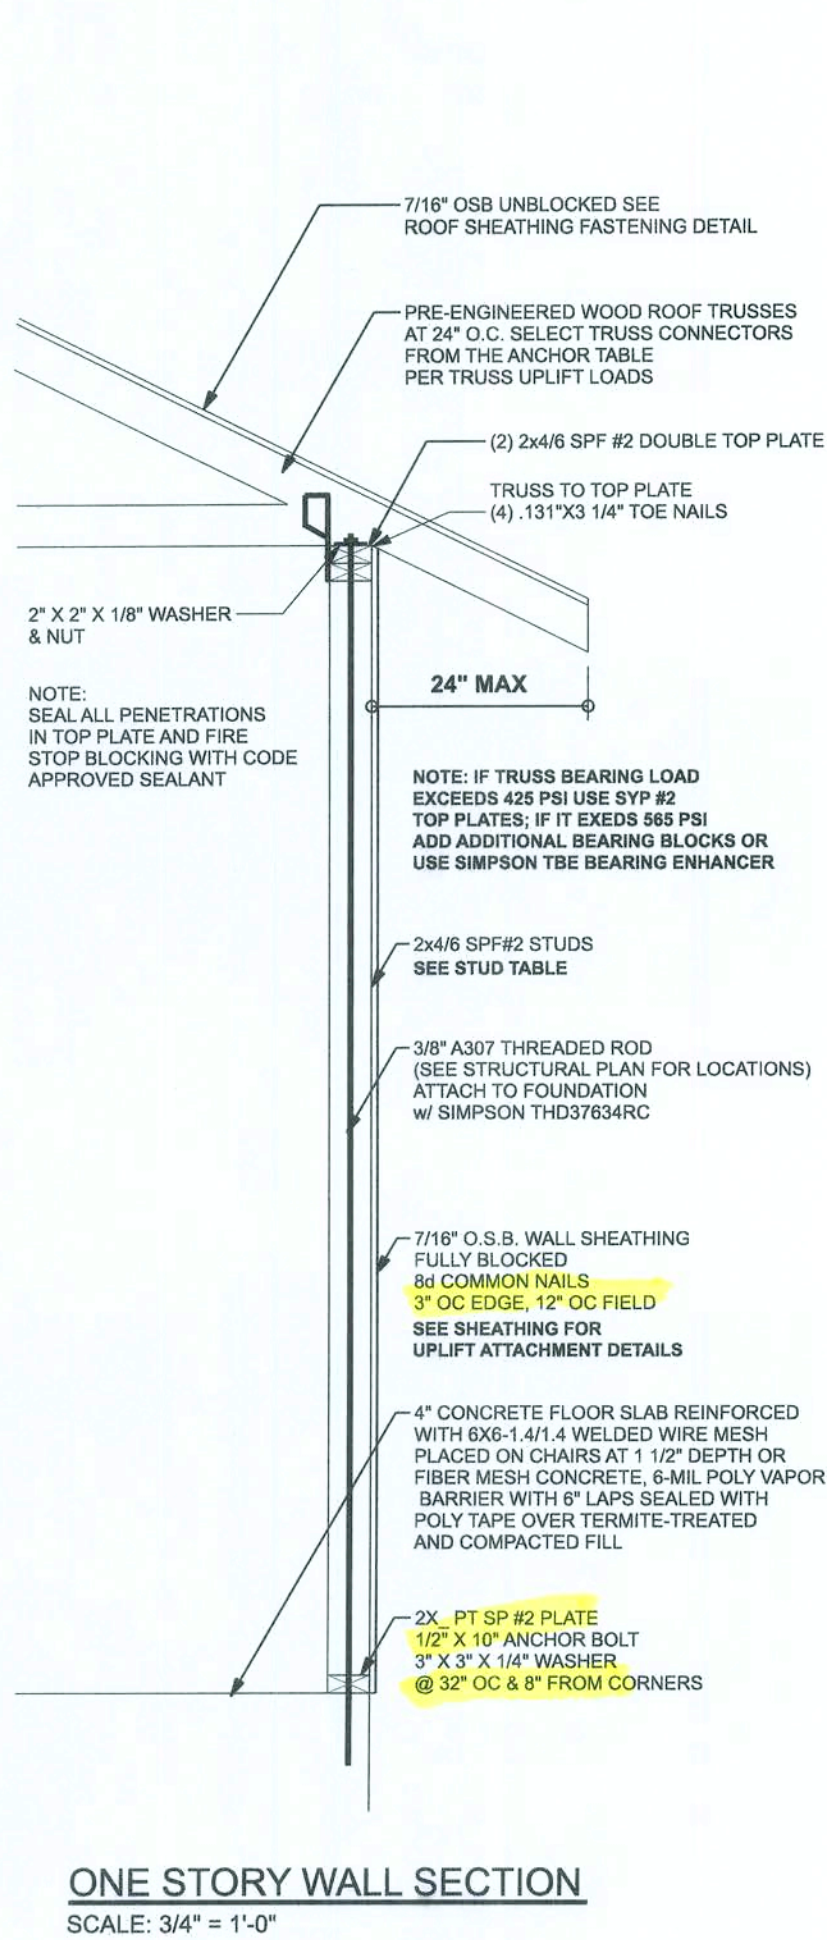 7/16" OSB UNBLOCKED SEE
ROOF SHEATHING FASTENING DETAIL
PRE-ENGINEERED WOOD ROOF TRUSSES
AT 24" O.C. SELECT TRUSS CONNECTORS
FROM THE ANCHOR TABLE
PER TRUSS UPLIFT LOADS
(2) 2x4/6 SPF #2 DOUBLE TOP PLATE
TRUSS TO TOP PLATE
(4) .131"X3 1/4" TOE NAILS
2" X 2" X 1/8" WASHER
& NUT
24" MAX
NOTE:
SEAL ALL PENETRATIONS
IN TOP PLATE AND FIRE
STOP BLOCKING WITH CODE
APPROVED SEALANT
NOTE: IF TRUSS BEARING LOAD
EXCEEDS 425 PSI USE SYP #2
TOP PLATES; IF IT EXEDS 565 PSI
ADD ADDITIONAL BEARING BLOCKS OR
USE SIMPSON TBE BEARING ENHANCER
2x4/6 SPF#2 STUDS
SEE STUD TABLE
3/8" A307 THREADED ROD
(SEE STRUCTURAL PLAN FOR LOCATIONS)
ATTACH TO FOUNDATION
w/ SIMPSON THD37634RC
7/16" O.S.B. WALL SHEATHING
FULLY BLOCKED
8d COMMON NAILS
3" OC EDGE, 12" OC FIELD
SEE SHEATHING FOR
UPLIFT ATTACHMENT DETAILS
4" CONCRETE FLOOR SLAB REINFORCED
WITH 6X6-1.4/1.4 WELDED WIRE MESH
PLACED ON CHAIRS AT 1 1/2" DEPTH OR
FIBER MESH CONCRETE, 6-MIL POLY VAPOR
BARRIER WITH 6" LAPS SEALED WITH
POLY TAPE OVER TERMITE-TREATED
AND COMPACTED FILL
2X_ PT SP #2 PLATE
1/2" X 10" ANCHOR BOLT
3" X 3" X 1/4" WASHER
@ 32" OC & 8" FROM CORNERS
ONE STORY WALL SECTION
SCALE: 3/4" = 1'-0"